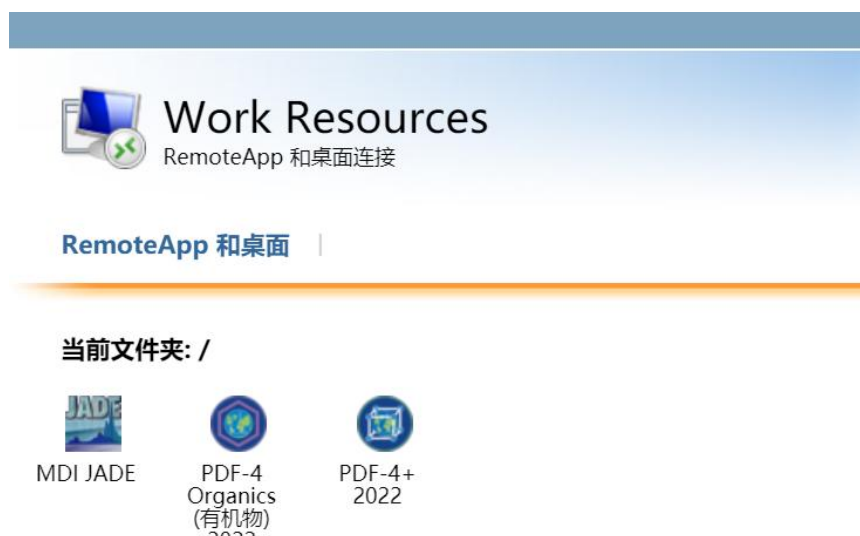 Work Resources
RemoteApp 和桌面连接
RemoteApp 和桌面
当前文件夹: /
JADE
MDI JADE
PDF-4
Organics
(有机物)
PDF-4+
2022